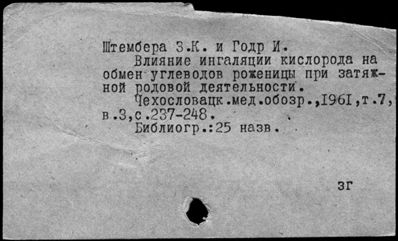 Штембера З.К. и Годр И.
Влияние ингаляции кислорода на
обмен углеводов роженицы при затяж-
ной родовой деятельности.
Чехословацк.мед.обозр.,1961,т.7,
в.3,с.237-248.
Библиогр.:25 назв.
ЗГ